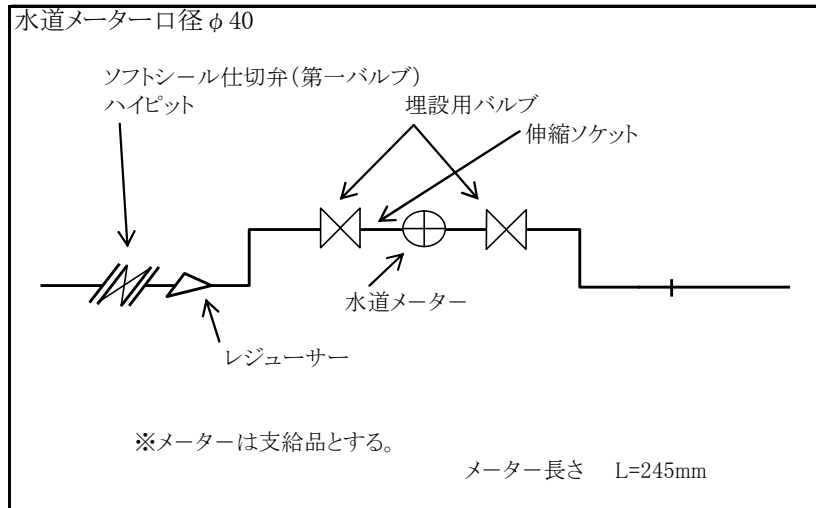 水道メーター口径φ40
ソフトシール仕切弁(第一バルブ)
ハイピット
埋設用バルブ
伸縮ソケット
水道メーター
レジューサー
※メーターは支給品とする。
メーター長さ L=245mm